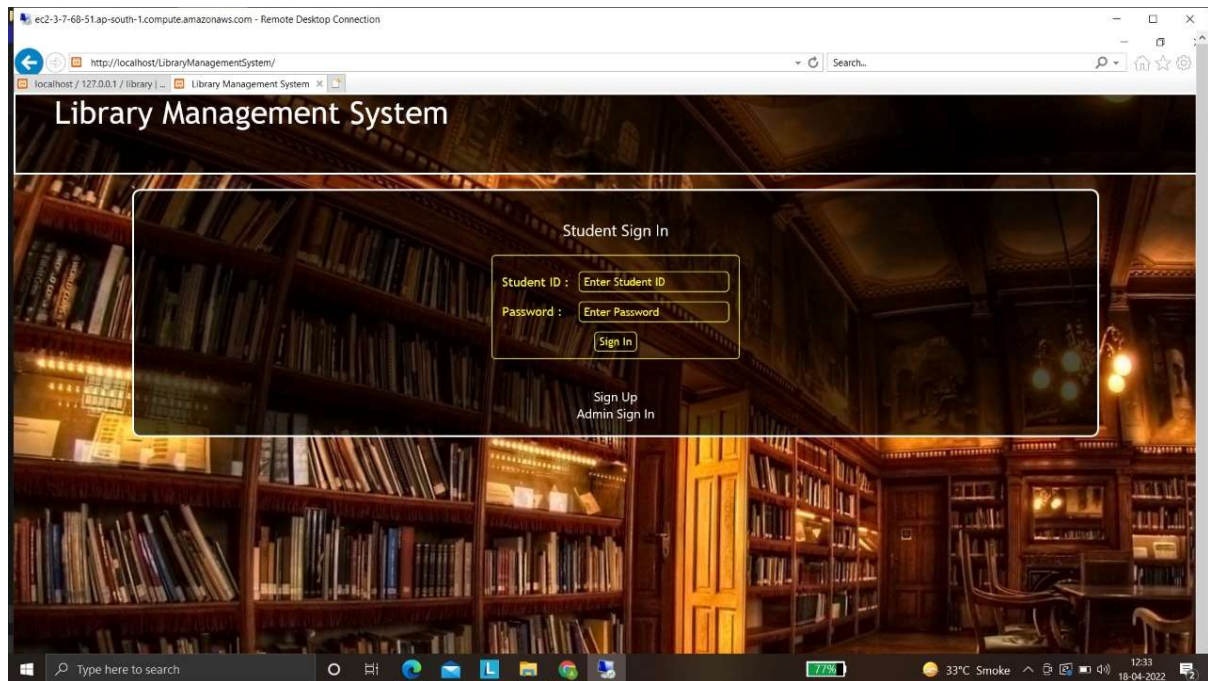 ec2-3-7-68-51.ap-south-1.compute.amazonaws.com - Remote Desktop Connection
http://localhost/LibraryManagementSystem/
Search...
localhost / 127.0.0.1 / library | ...
Library Management System
Library Management System
Student Sign In
Student ID : Enter Student ID
Password : Enter Password
Sign In
Sign Up
Admin Sign In
Type here to search
77%
33°C Smoke
12:33
18-04-2022
2